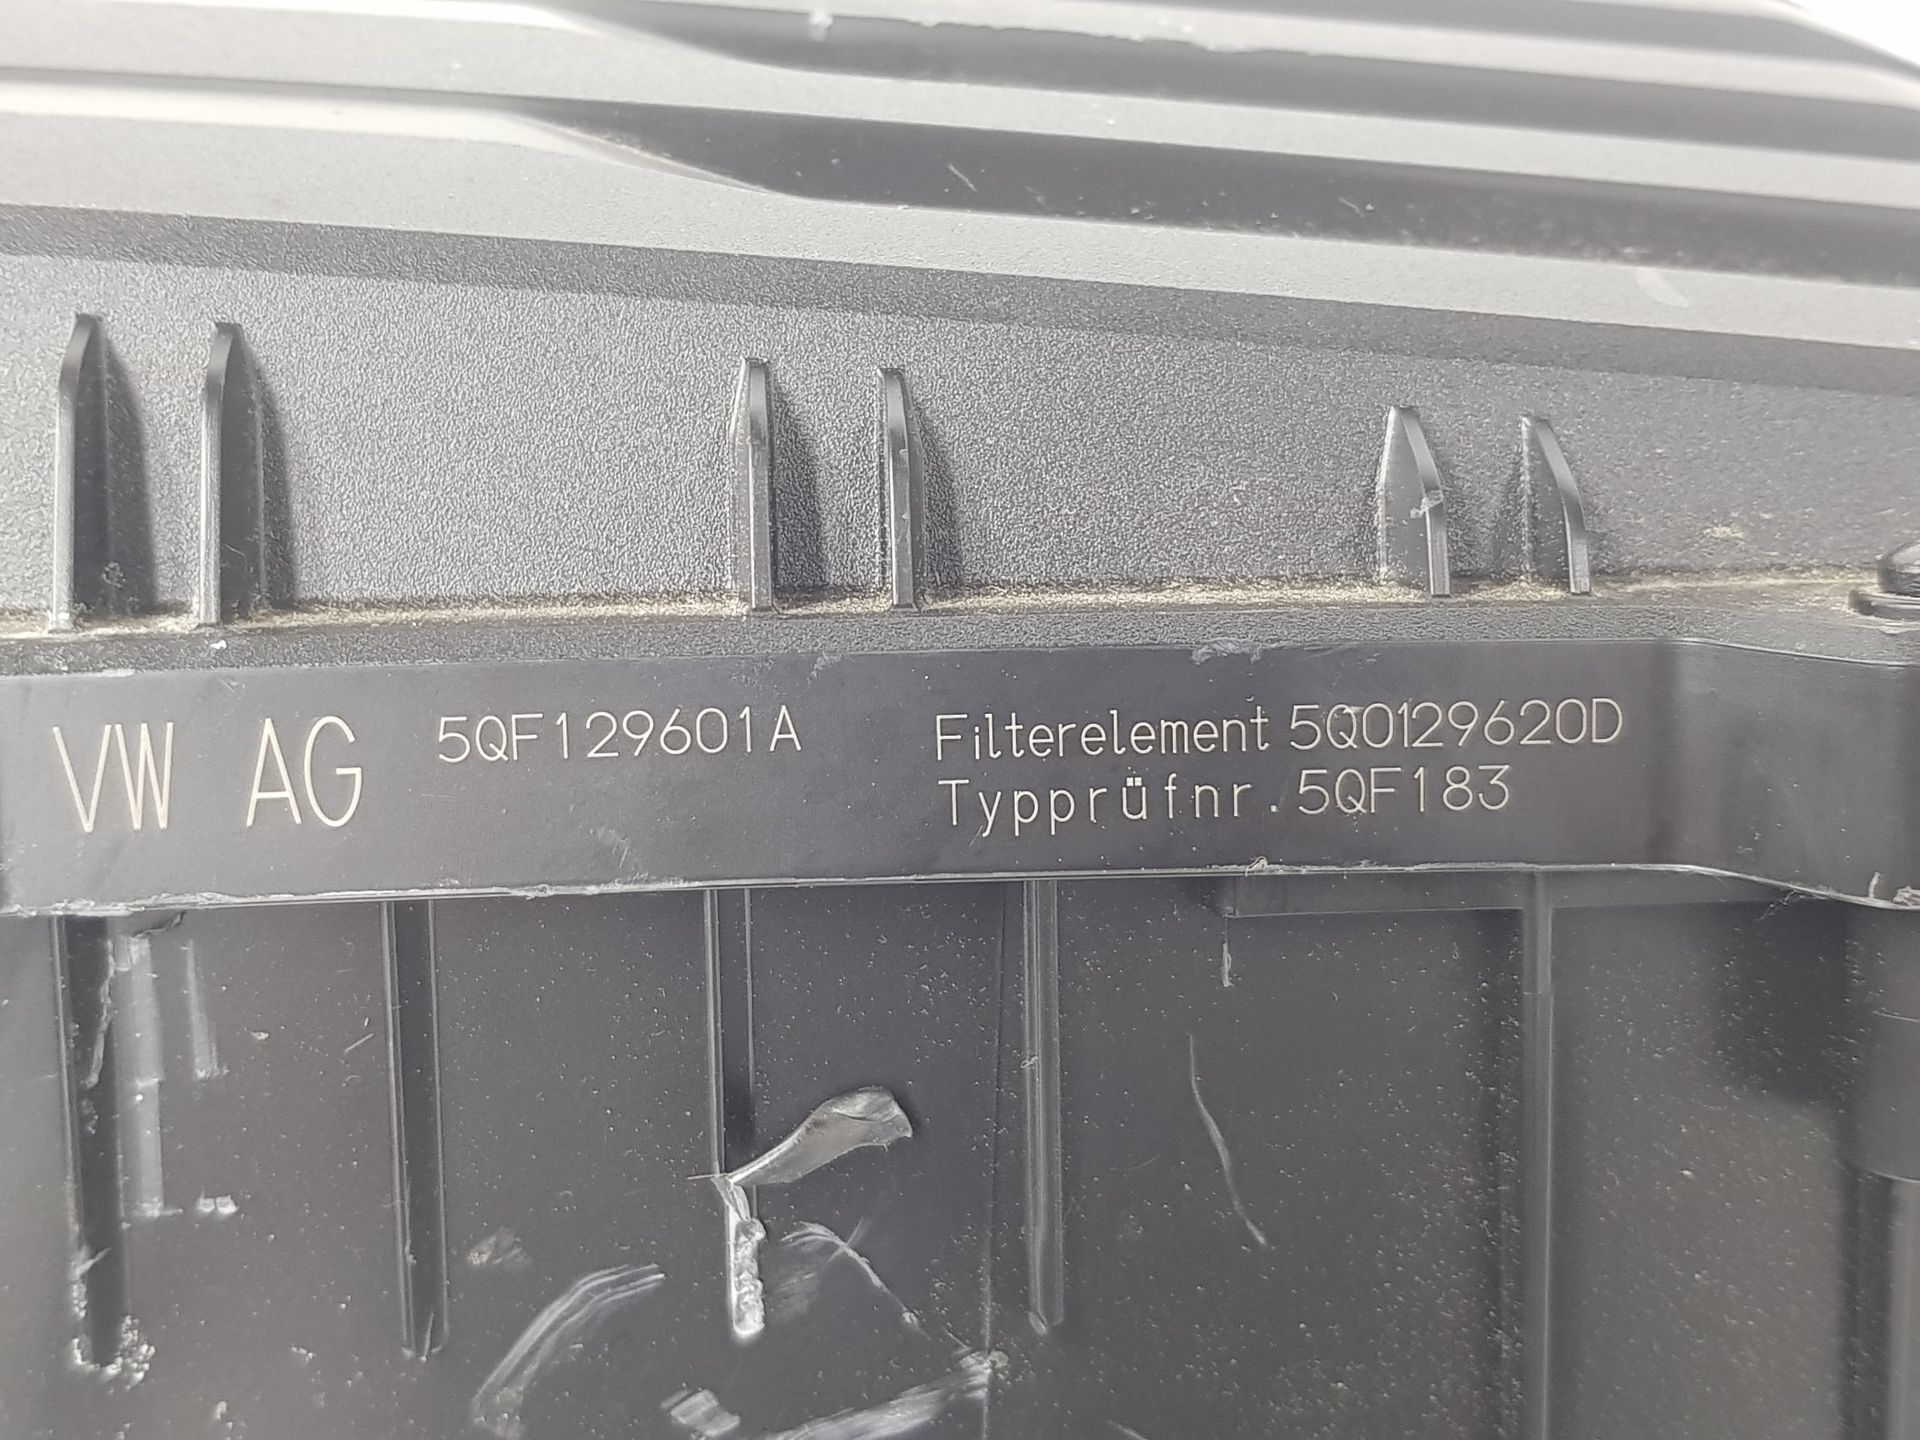 VW AG 5QF129601A
Filterelement 5Q0129620D
Typprüfnr. 5QF183